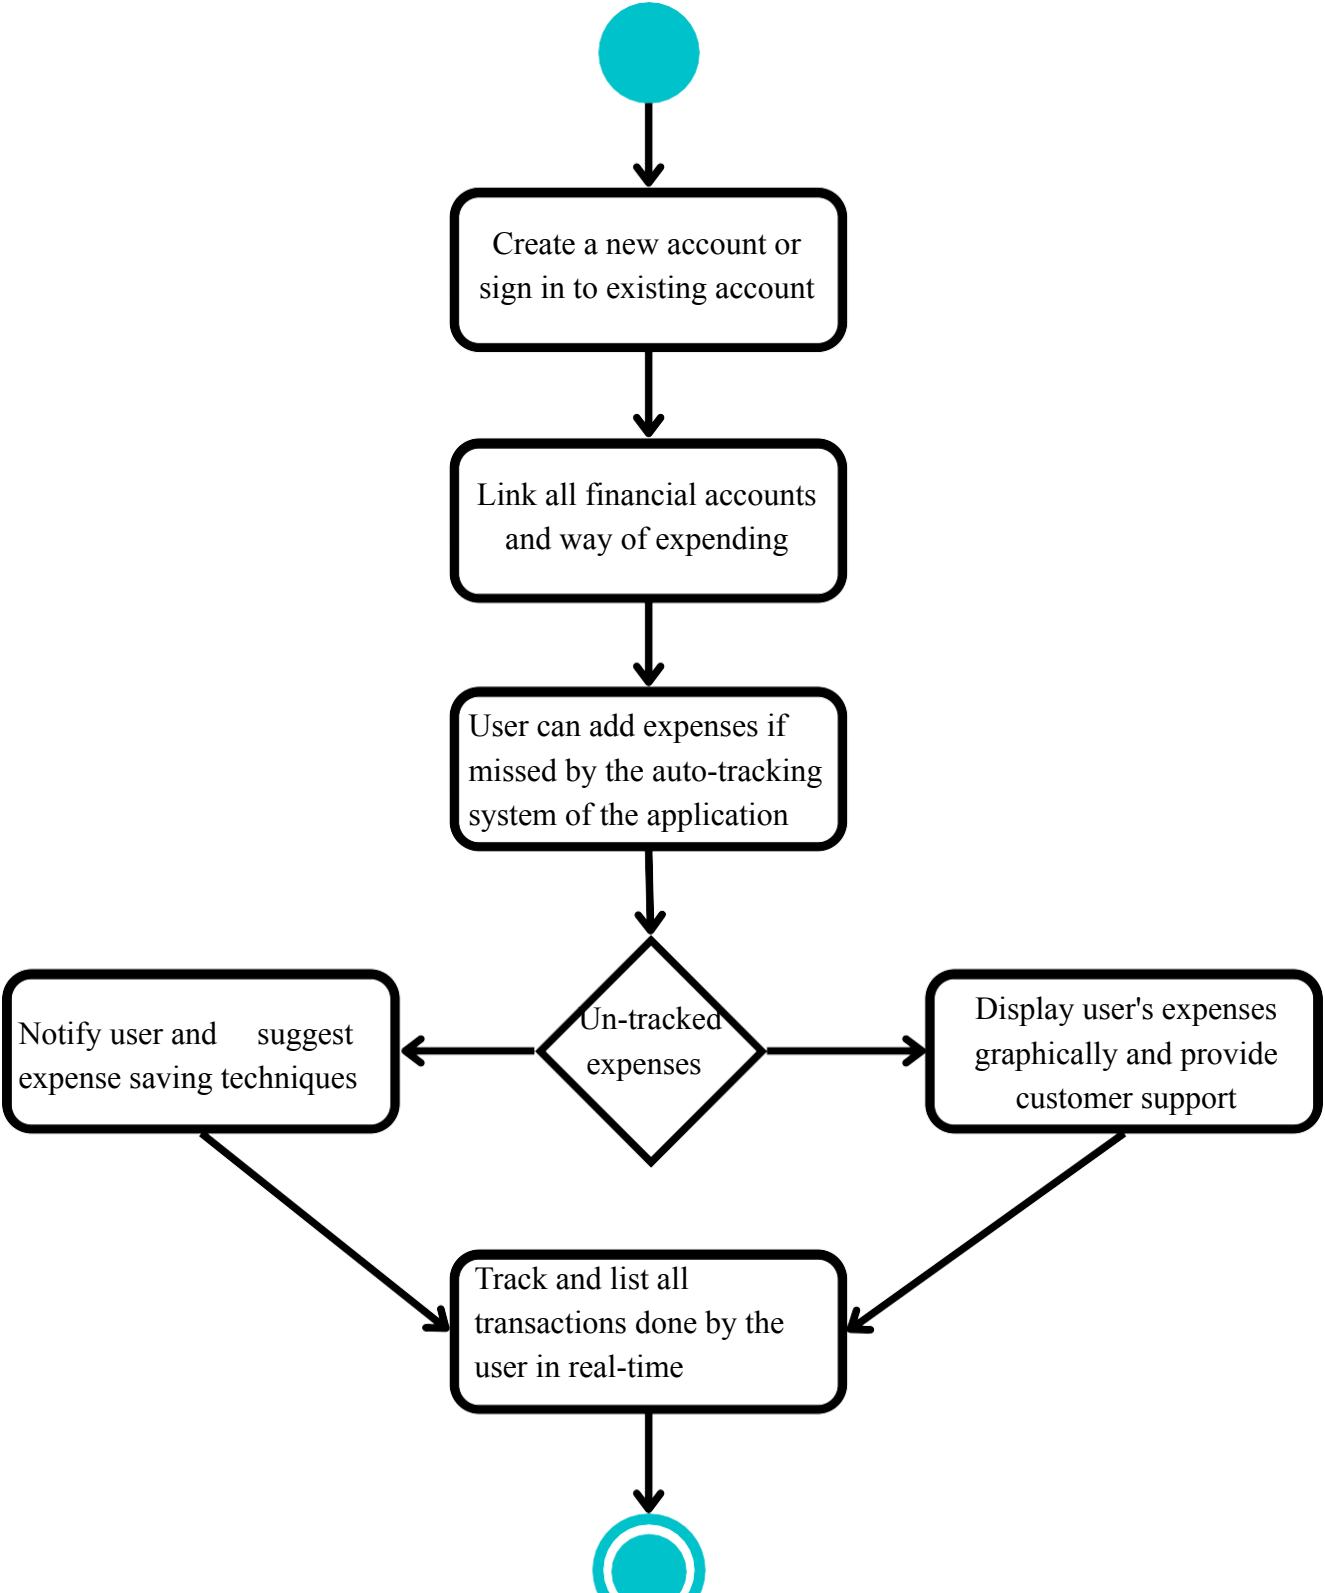 Create a new account or
sign in to existing account
Link all financial accounts
and way of expending
User can add expenses if
missed by the auto-tracking
system of the application
Un-tracked
expenses
Notify user and suggest
expense saving techniques
Display user's expenses
graphically and provide
customer support
Track and list all
transactions done by the
user in real-time